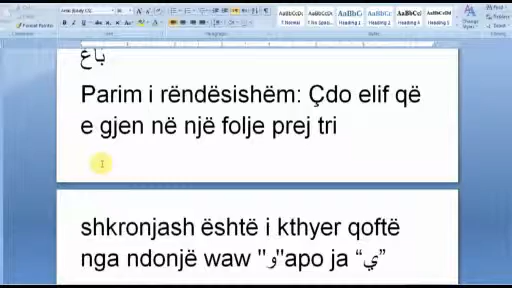 باع
Parim i rëndësishëm: Çdo elif që
e gjen në një folje prej tri
shkronjash është i kthyer qoftë
nga ndonjë waw "و"apo ja “ي”